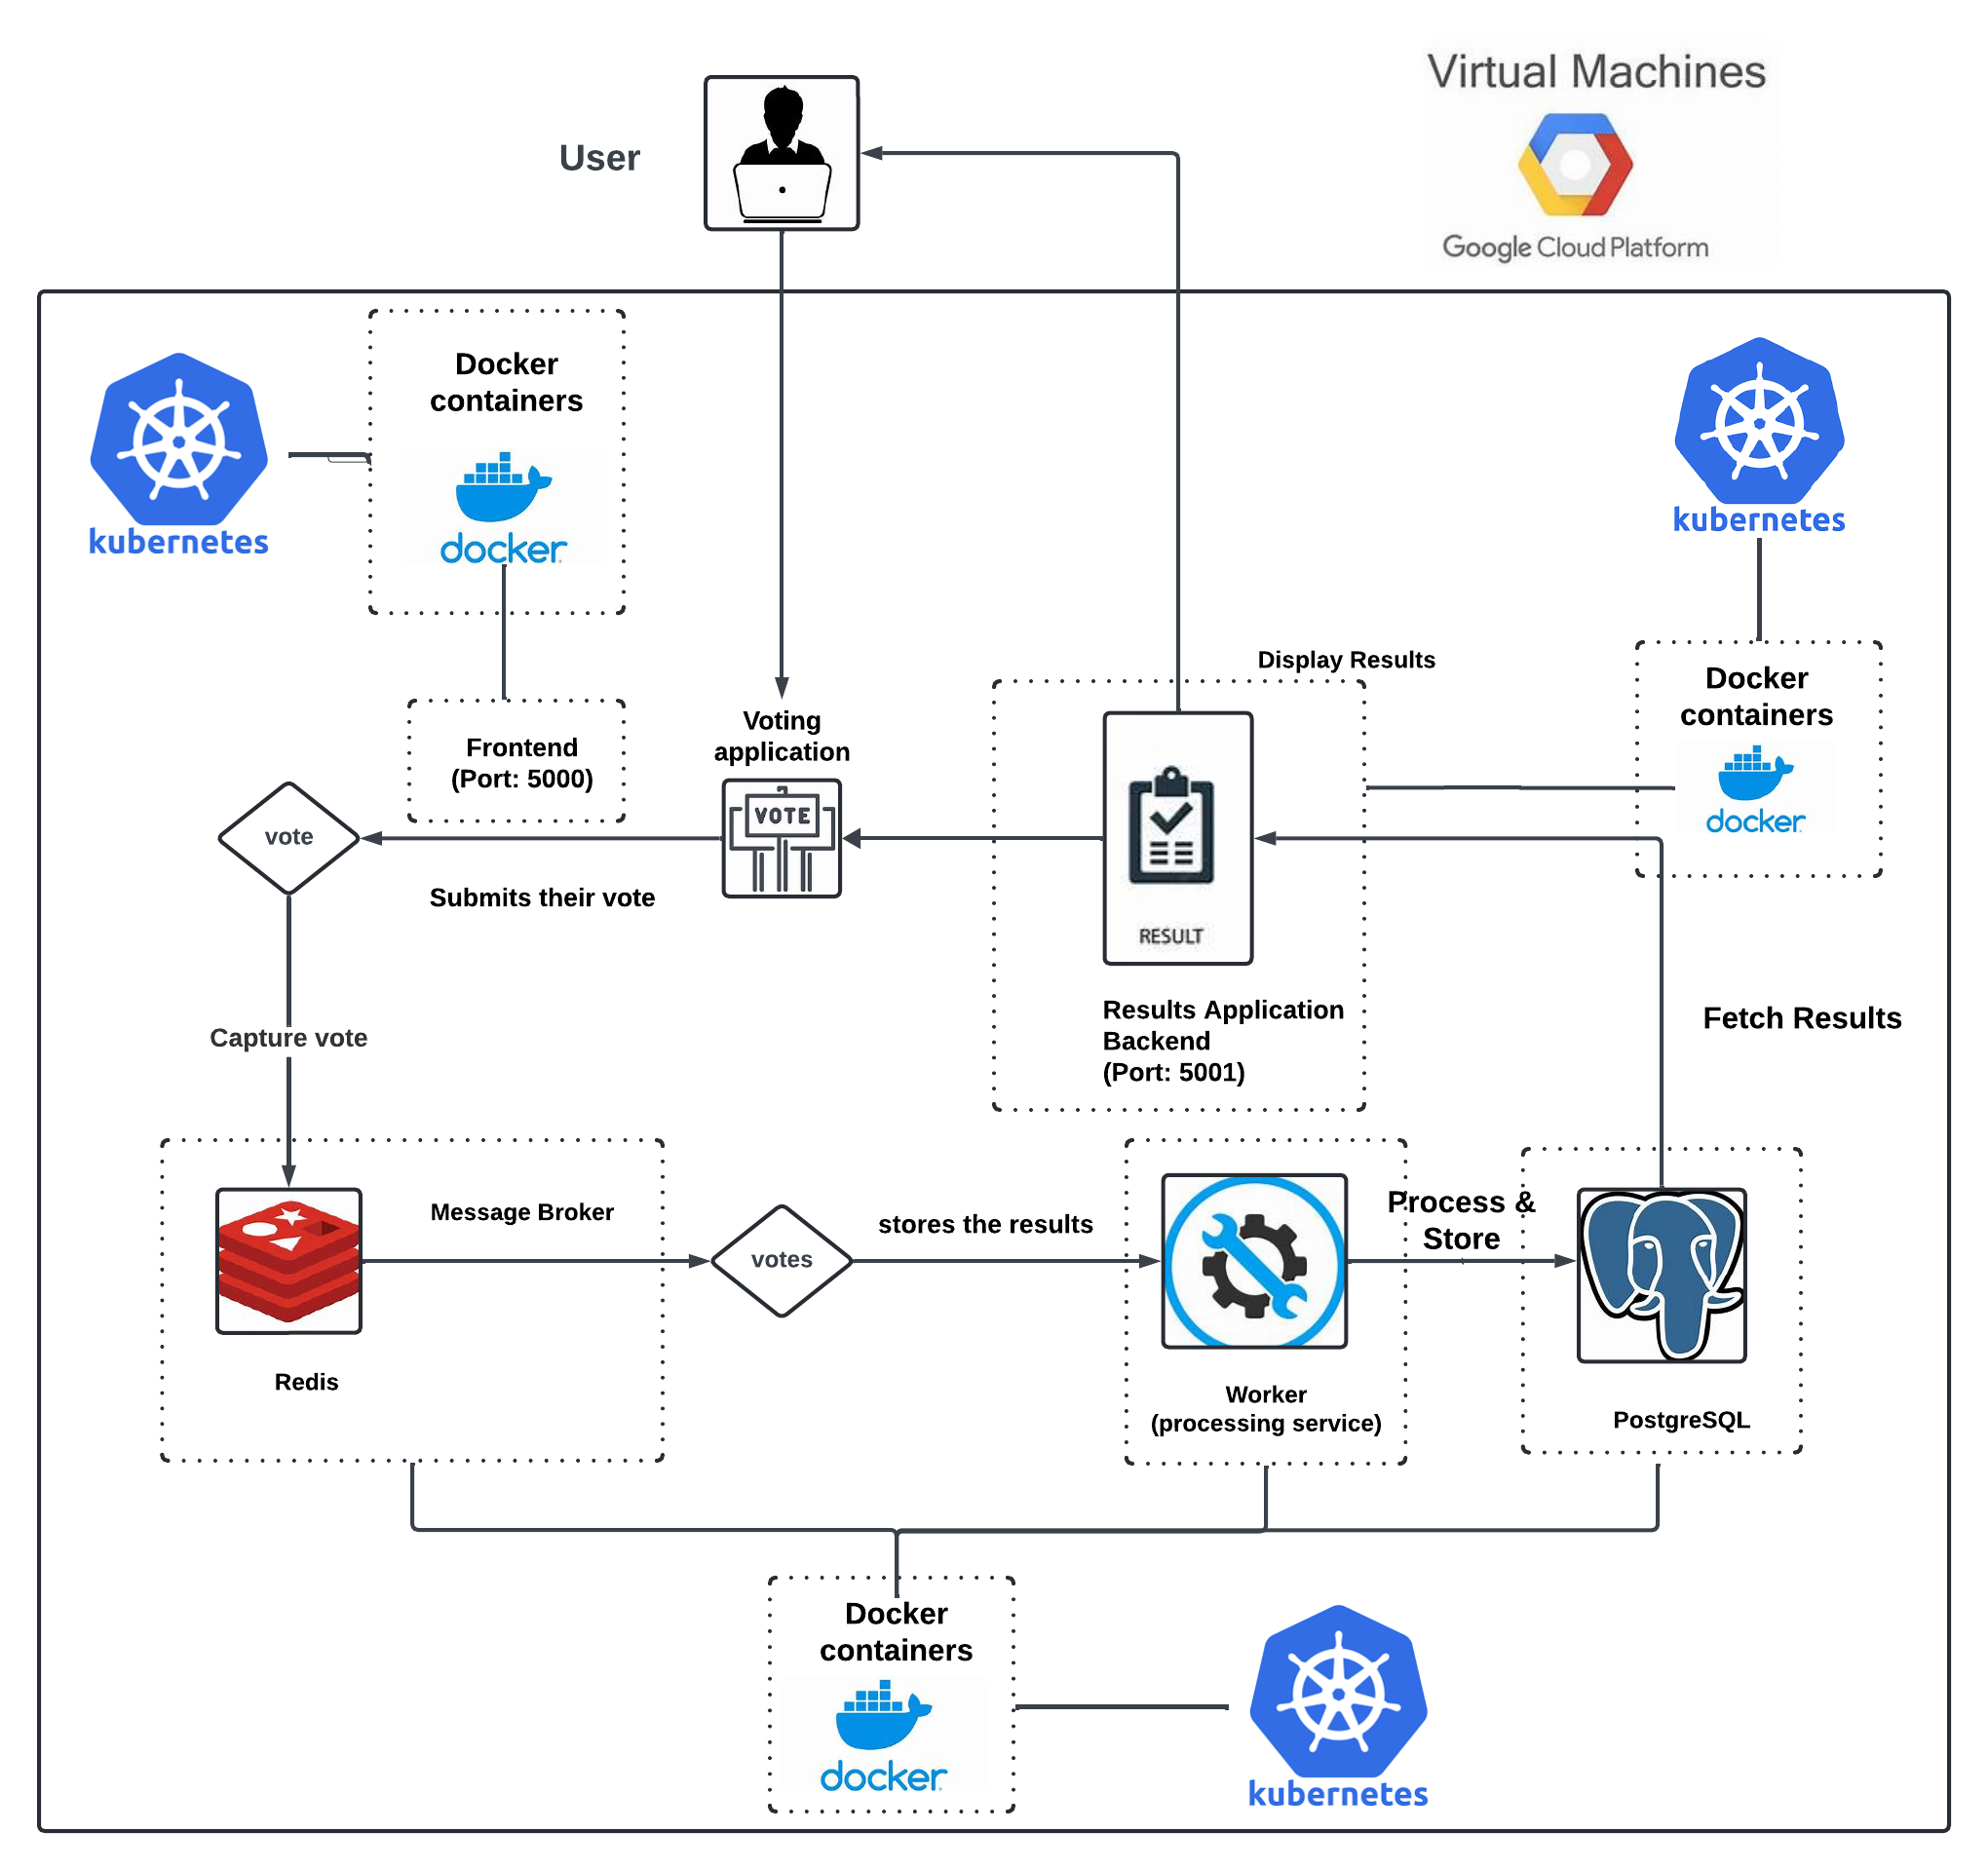 Virtual Machines
Google Cloud Platform
User
Docker
containers
docker
kubernetes
kubernetes
Frontend
(Port: 5000)
Voting
application
VOTE
Display Results
Docker
containers
docker
vote
Submits their vote
RESULT
Results Application
Backend
(Port: 5001)
Fetch Results
Capture vote
Message Broker
votes
stores the results
Process &
Store
Redis
Worker
(processing service)
PostgreSQL
Docker
containers
docker
kubernetes